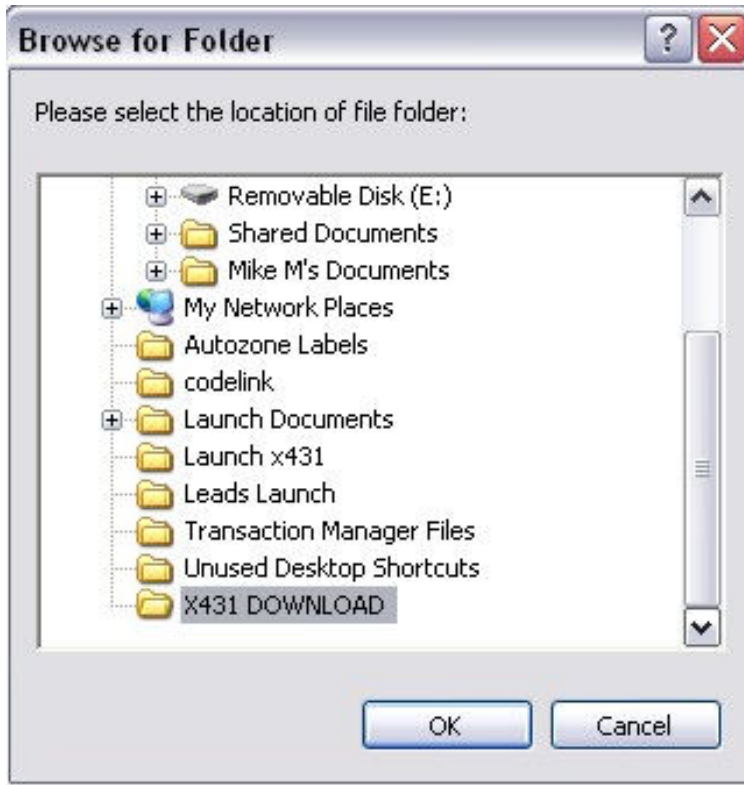 Browse for Folder
Please select the location of file folder:
Removable Disk (E:)
Shared Documents
Mike M's Documents
My Network Places
Autozone Labels
codelink
Launch Documents
Launch x431
Leads Launch
Transaction Manager Files
Unused Desktop Shortcuts
X431 DOWNLOAD
OK Cancel